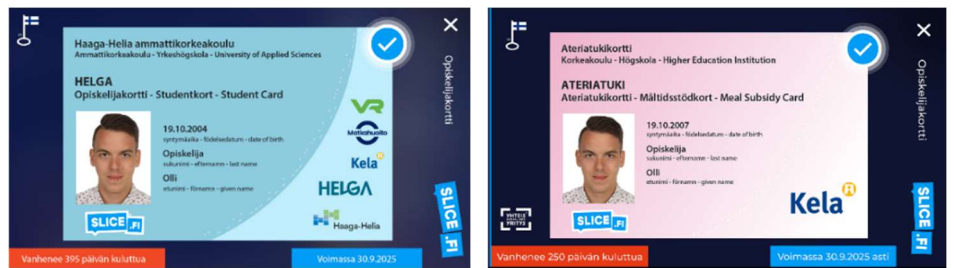 Haaga-Helia ammattikorkeakoulu
Ammattikorkeakoulu - Yrkeshögskola - University of Applied Sciences
HELGA
Opiskelijakortti - Studentkort - Student Card
19.10.2004
syntymäaika - födelsedatum - date of birth
Opiskelija
sukunimi - efternamn - last name
Olli
etunimi - förnamn - given name
VR
Matkahuolto
Kela
HELGA
Haaga-Helia
SLICE.FI
Opiskelijakortti
SLICE.FI
Vanhenee 395 päivän kuluttua
Voimassa 30.9.2025
Ateriatukikortti
Korkeakoulu - Högskola - Higher Education Institution
ATERIATUKI
Ateriatukikortti - Måltidsstödkort - Meal Subsidy Card
19.10.2007
syntymäaika - födelsedatum - date of birth
Opiskelija
sukunimi - efternamn - last name
Olli
etunimi - förnamn - given name
Kela
SLICE.FI
YHTEIS
YRITYS
Opiskelijakortti
SLICE.FI
Vanhenee 250 päivän kuluttua
Voimassa 30.9.2025 asti